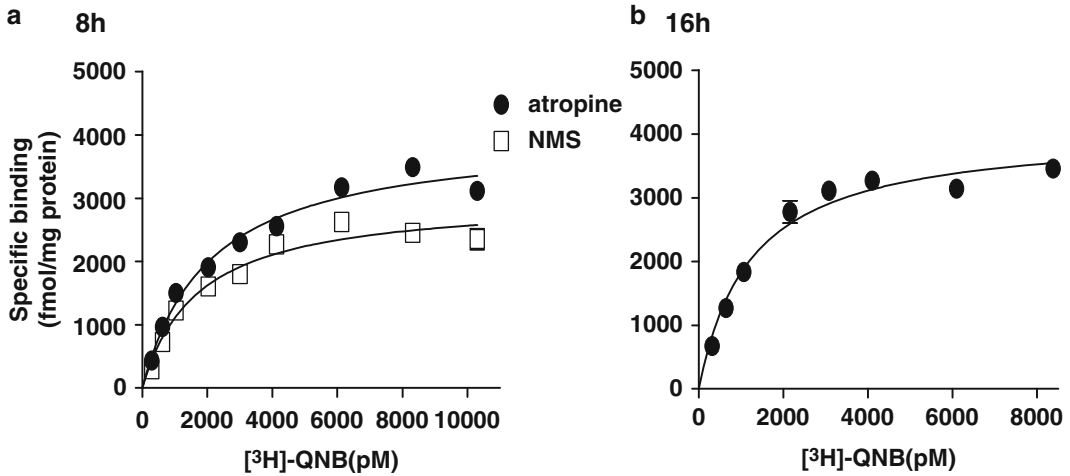 a 8h
b 16h
5000
4000
3000
2000
1000
0
Specific binding
(fmol/mg protein)
0 2000 4000 6000 8000 10000
[³H]-QNB(pM)
atropine
NMS
5000
4000
3000
2000
1000
0
0 2000 4000 6000 8000
[³H]-QNB(pM)